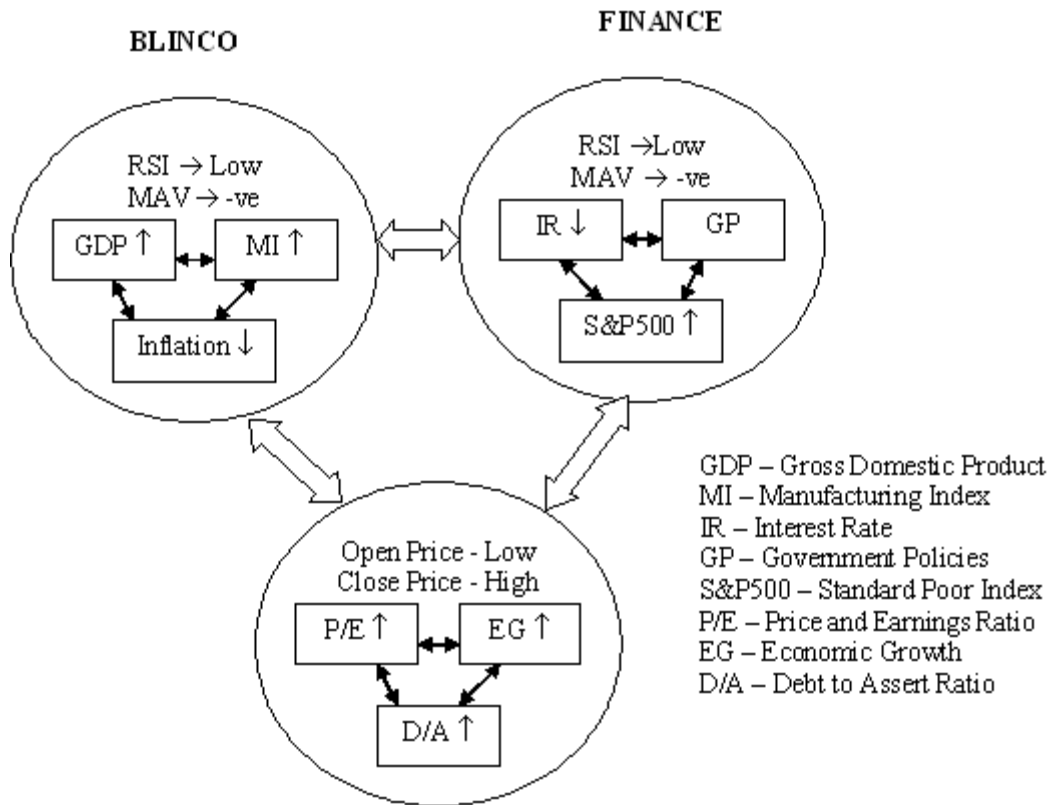 BLINCO
FINANCE
RSI → Low
MAV → -ve
GDP ↑
MI ↑
Inflation ↓
RSI →Low
MAV → -ve
IR ↓
GP
S&P500 ↑
Open Price - Low
Close Price - High
P/E ↑
EG ↑
D/A ↑
GDP – Gross Domestic Product
MI – Manufacturing Index
IR – Interest Rate
GP – Government Policies
S&P500 – Standard Poor Index
P/E – Price and Earnings Ratio
EG – Economic Growth
D/A – Debt to Assert Ratio